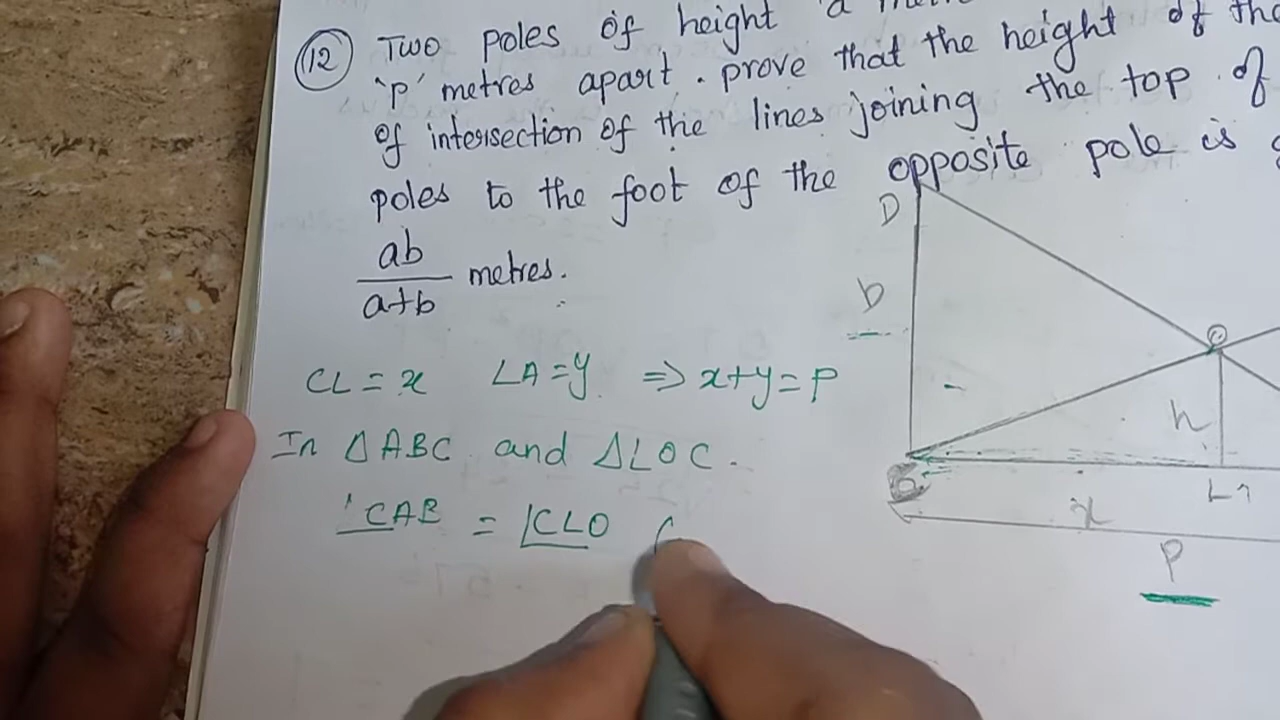 12 Two poles of height a
'p' metres apart. prove that the height of the
of intersection of the lines joining the top of
poles to the foot of the opposite pole is
ab
a+b
metres.
D
b
O
CL = x LA = y ⇒ x+y = P
In ΔABC and ΔLOC.
h
∠CAB = ∠CLO (
L
x
P